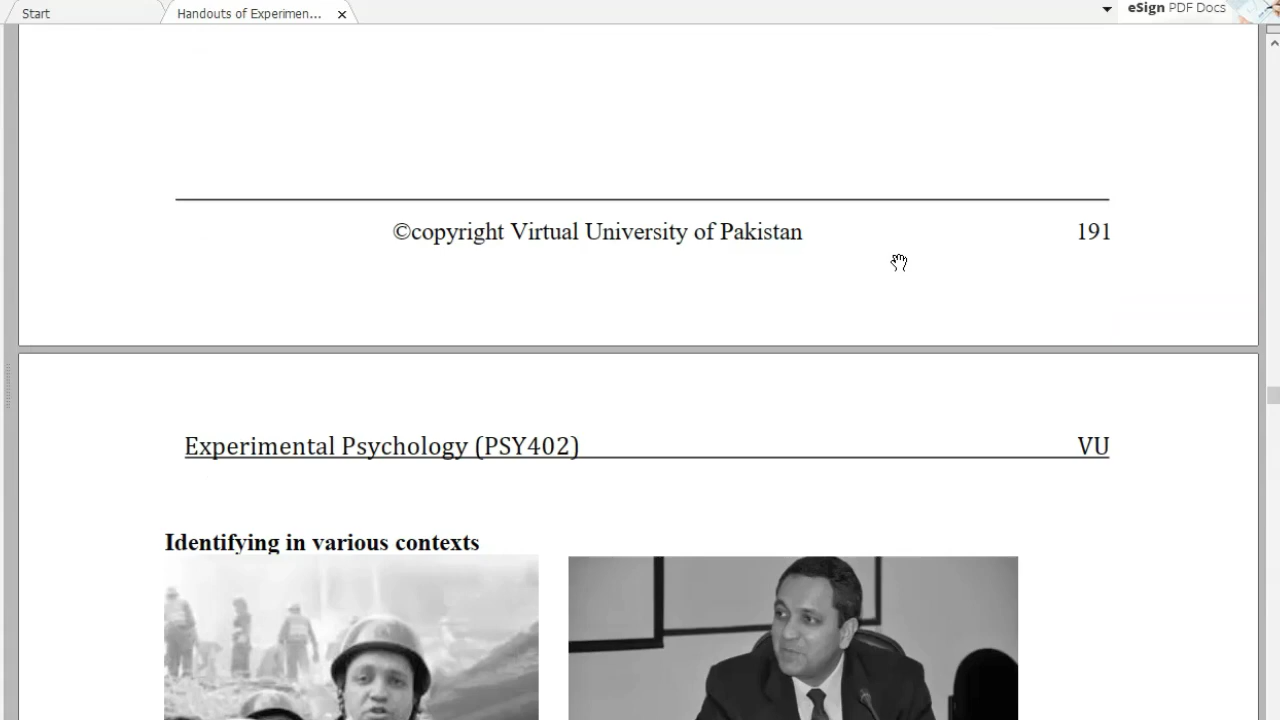 Start
Handouts of Experimen...
eSign PDF Docs
©copyright Virtual University of Pakistan 191
Experimental Psychology (PSY402) VU
Identifying in various contexts